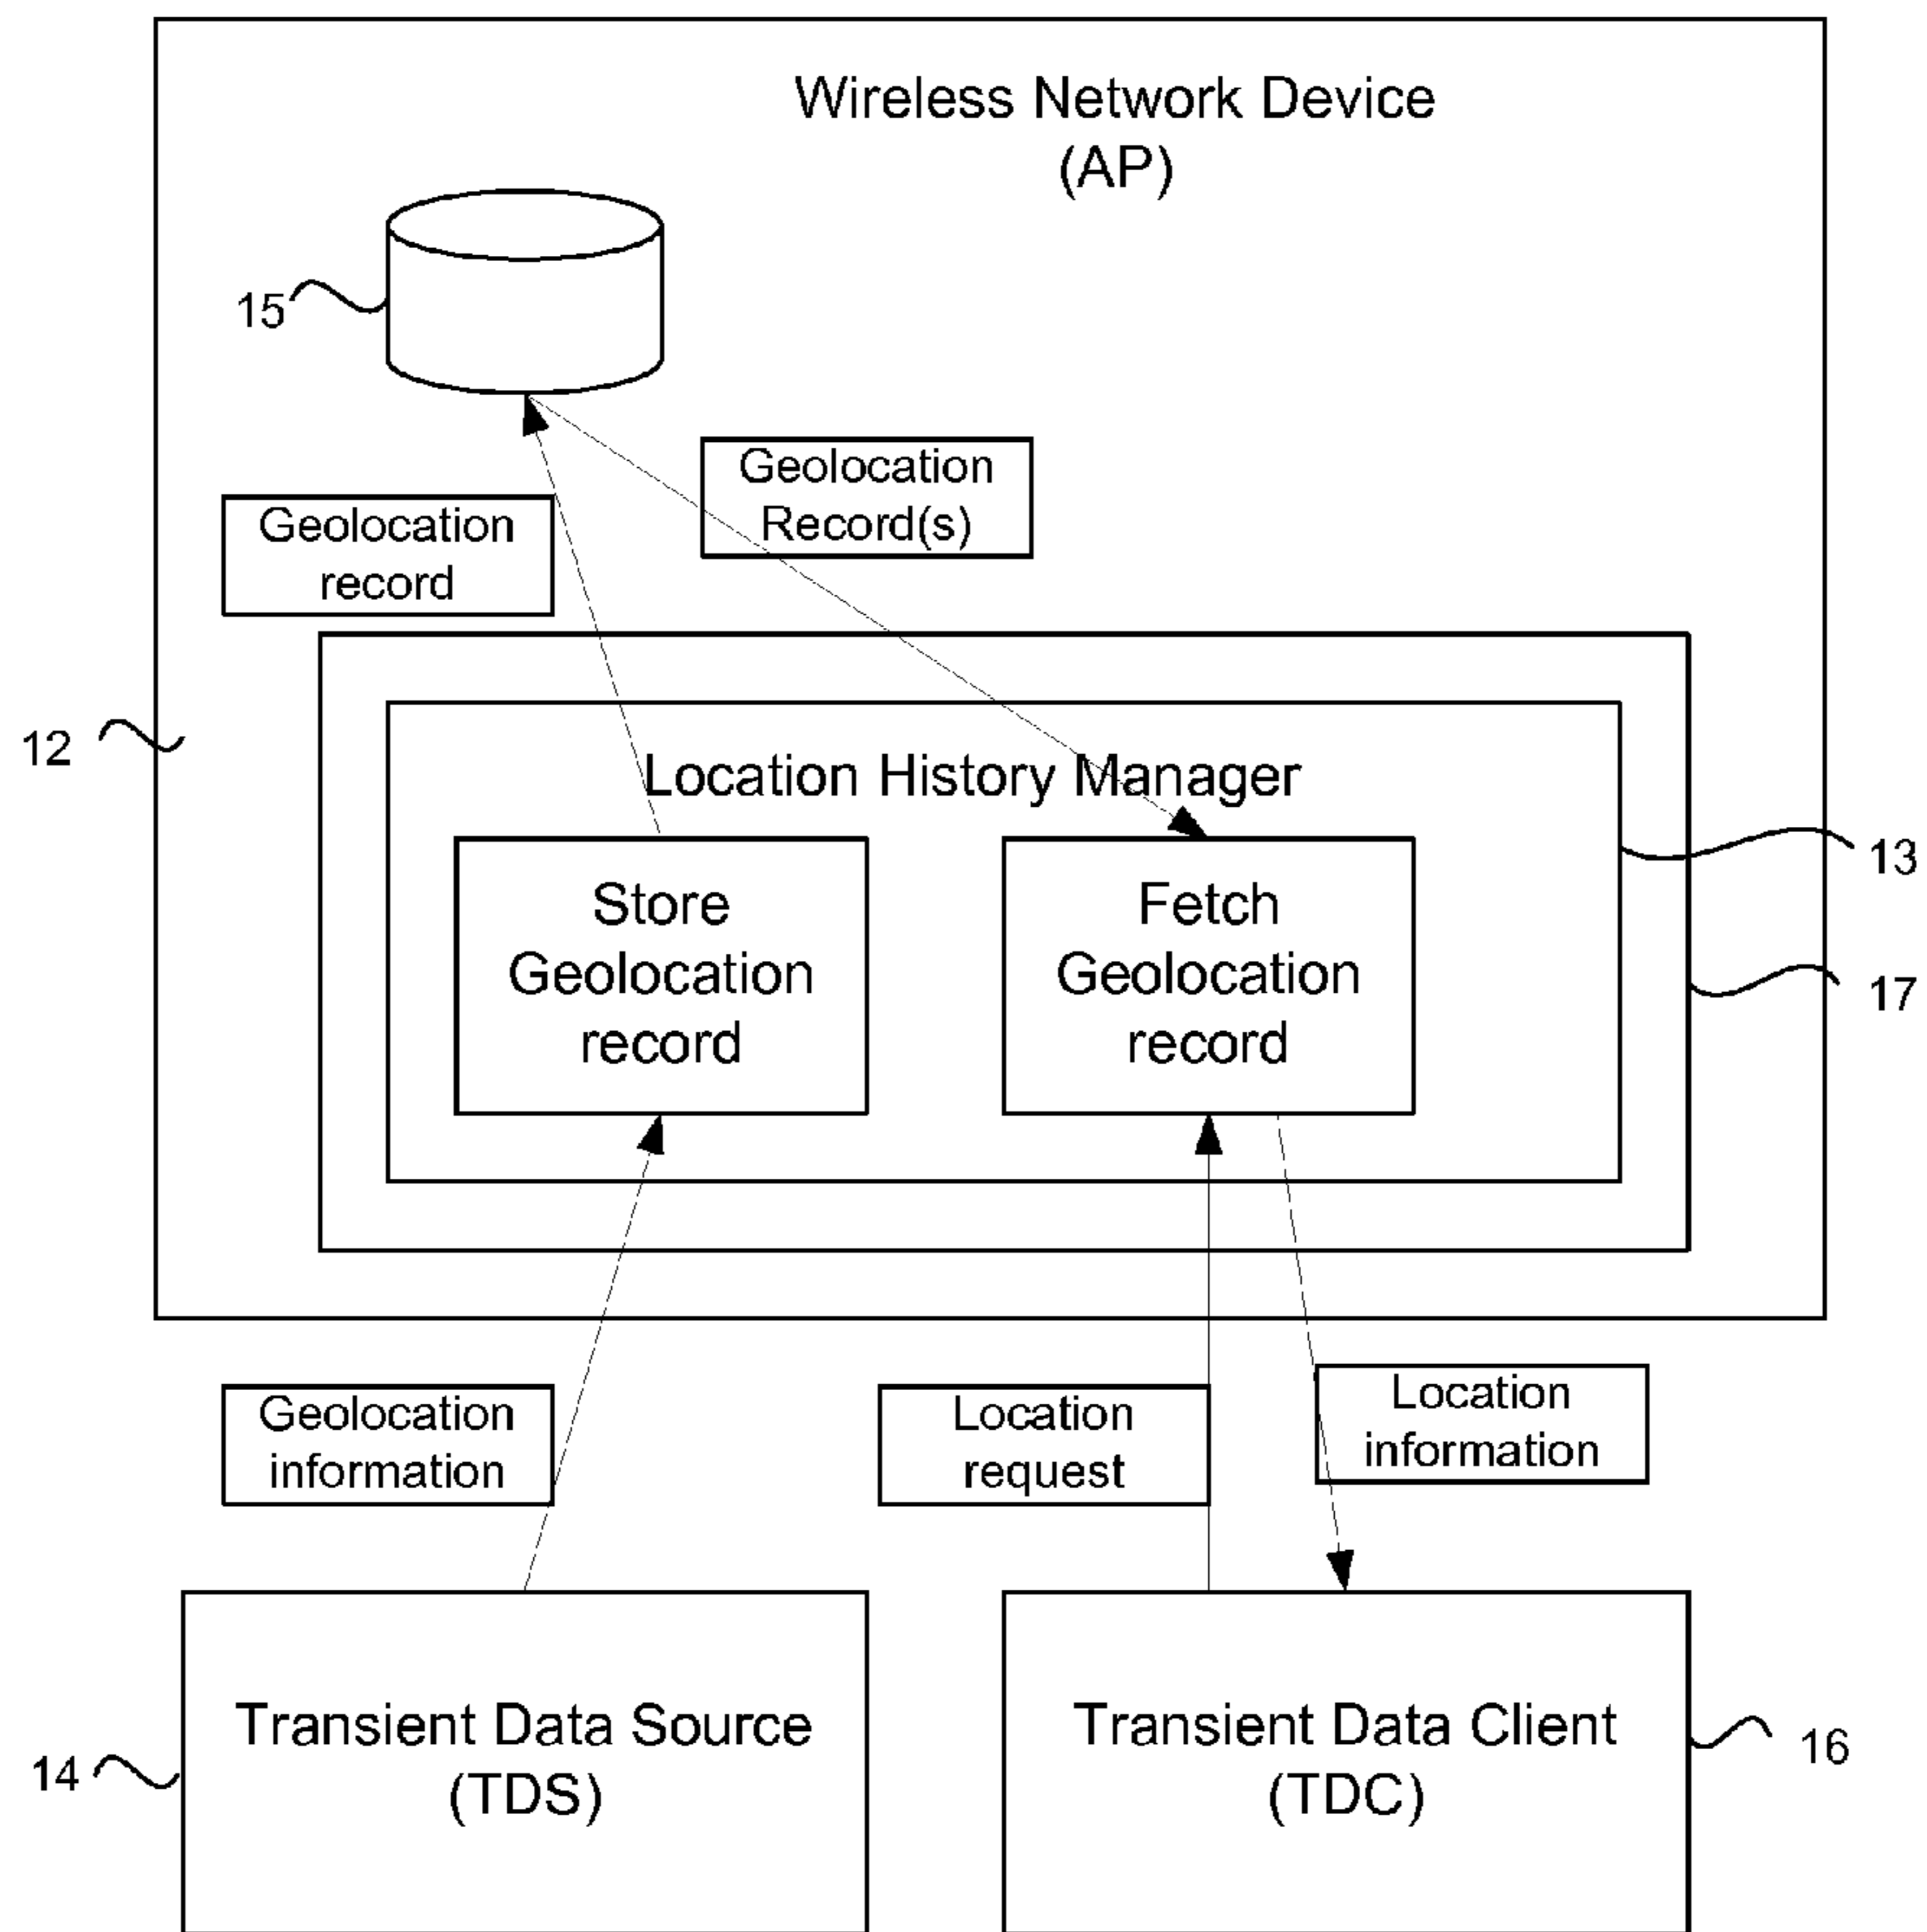 Wireless Network Device
(AP)
15
Geolocation
Record(s)
Geolocation
record
12
Location History Manager
13
Store
Geolocation
record
Fetch
Geolocation
record
17
Geolocation
information
Location
request
Location
information
Transient Data Source
(TDS)
14
Transient Data Client
(TDC)
16